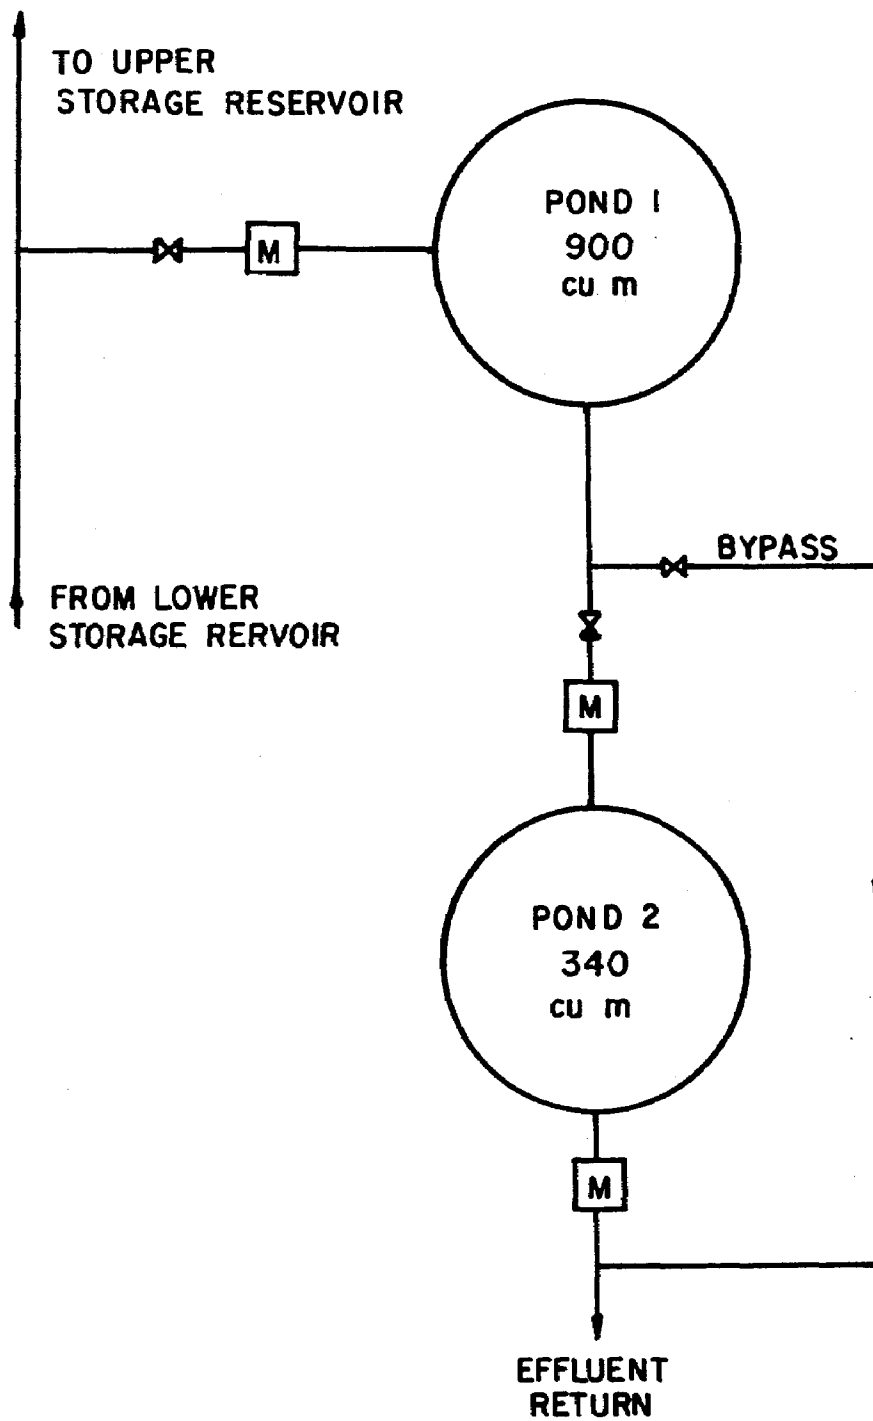 TO UPPER
STORAGE RESERVOIR
POND 1
900
cu m
M
BYPASS
FROM LOWER
STORAGE RERVOIR
M
POND 2
340
cu m
M
EFFLUENT
RETURN